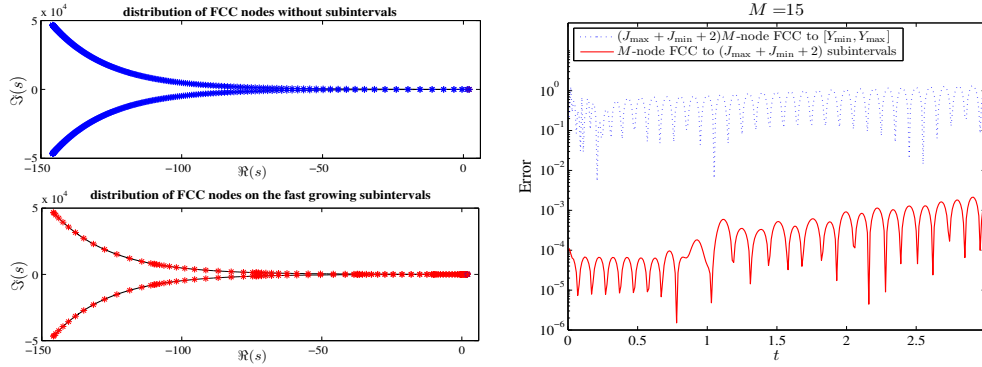 distribution of FCC nodes without subintervals
5 x 10^4
0
−5
ℑ(s)
−150 −100 −50 0
ℜ(s)
distribution of FCC nodes on the fast growing subintervals
5 x 10^4
0
−5
ℑ(s)
−150 −100 −50 0
ℜ(s)
M =15
(J_max + J_min + 2)M-node FCC to [Y_min, Y_max]
M-node FCC to (J_max + J_min + 2) subintervals
10^0
10^−1
10^−2
10^−3
10^−4
10^−5
10^−6
Error
0 0.5 1 1.5 2 2.5
t